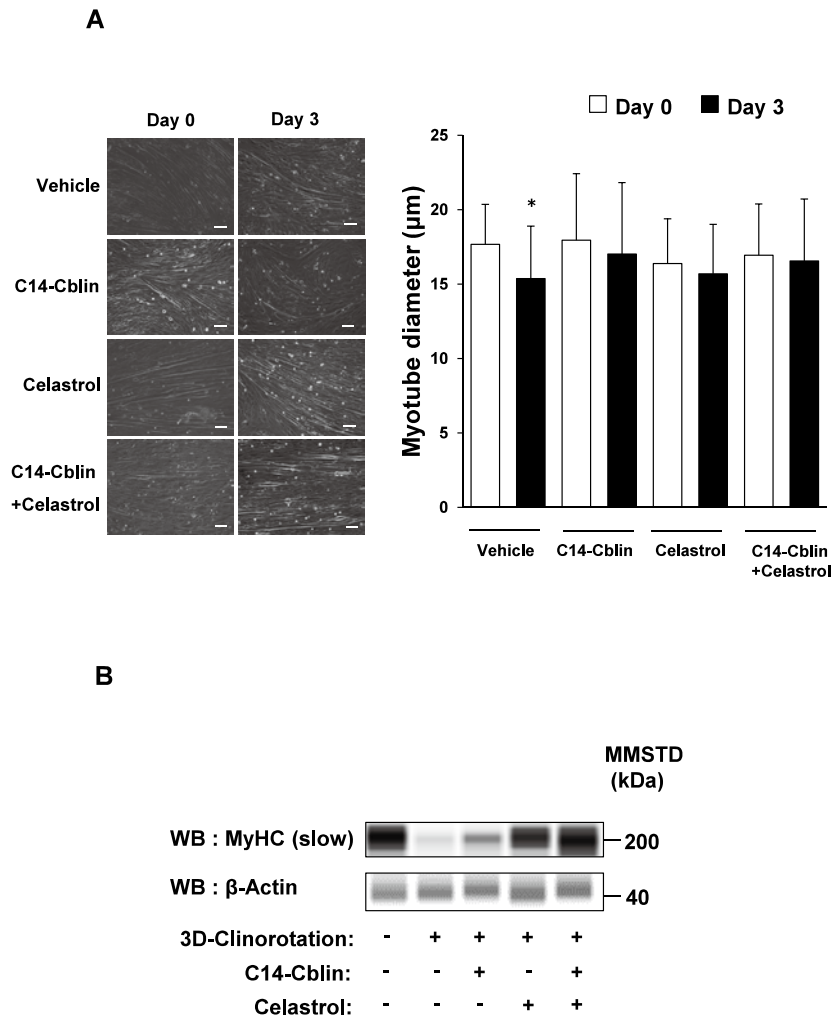 A
Day 0 Day 3
Vehicle
C14-Cblin
Celastrol
C14-Cblin
+Celastrol
Day 0 Day 3
Myotube diameter (µm)
25
20
15
10
5
0
*
Vehicle C14-Cblin Celastrol C14-Cblin
+Celastrol
B
MMSTD
(kDa)
WB : MyHC (slow) 200
WB : β-Actin 40
3D-Clinorotation: - + + + +
C14-Cblin: - - + - +
Celastrol: - - - + +